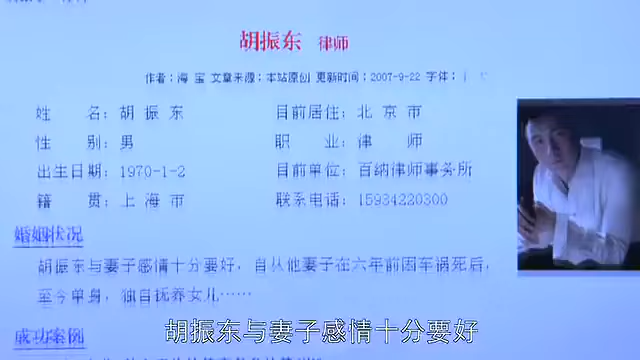 胡振东 律师
作者：海 宝 文章来源：本站原创 更新时间：2007-9-22 字体：
姓 名：胡 振 东 目前居住：北 京 市
性 别：男 职 业：律 师
出生日期：1970-1-2 目前单位：百纳律师事务所
籍 贯：上 海 市 联系电话：15934220300
婚姻状况
胡振东与妻子感情十分要好，自从他妻子在六年前因车祸死后，
至今单身，独自抚养女儿……
成功案例
胡振东与妻子感情十分要好